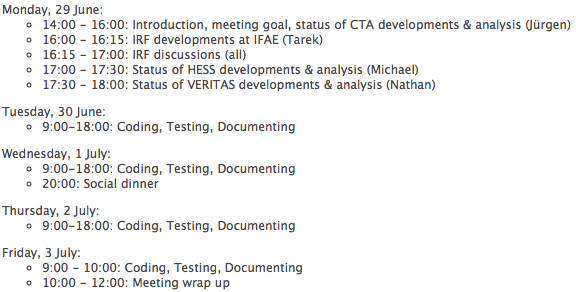 Monday, 29 June:
◦ 14:00 - 16:00: Introduction, meeting goal, status of CTA developments & analysis (Jürgen)
◦ 16:00 - 16:15: IRF developments at IFAE (Tarek)
◦ 16:15 - 17:00: IRF discussions (all)
◦ 17:00 - 17:30: Status of HESS developments & analysis (Michael)
◦ 17:30 - 18:00: Status of VERITAS developments & analysis (Nathan)
Tuesday, 30 June:
◦ 9:00-18:00: Coding, Testing, Documenting
Wednesday, 1 July:
◦ 9:00-18:00: Coding, Testing, Documenting
◦ 20:00: Social dinner
Thursday, 2 July:
◦ 9:00-18:00: Coding, Testing, Documenting
Friday, 3 July:
◦ 9:00 - 10:00: Coding, Testing, Documenting
◦ 10:00 - 12:00: Meeting wrap up